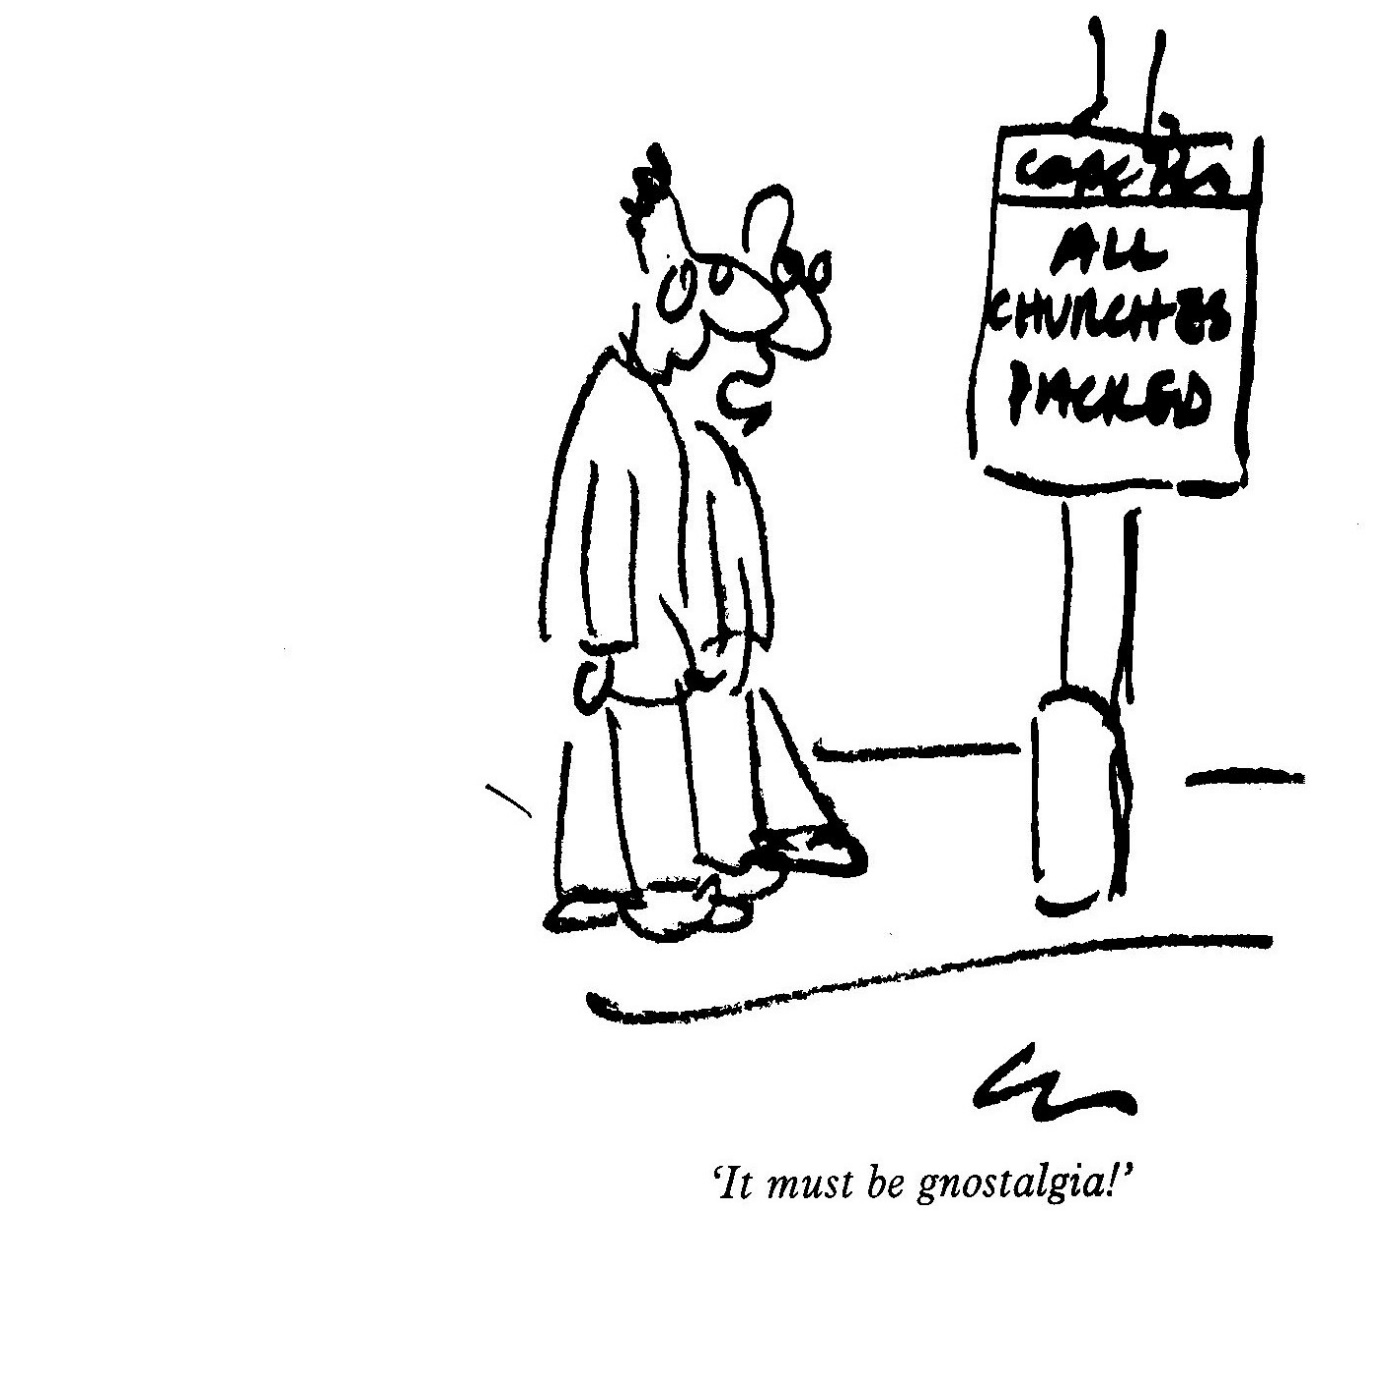 ALL
CHURCHES
PACKED
‘It must be gnostalgia!’